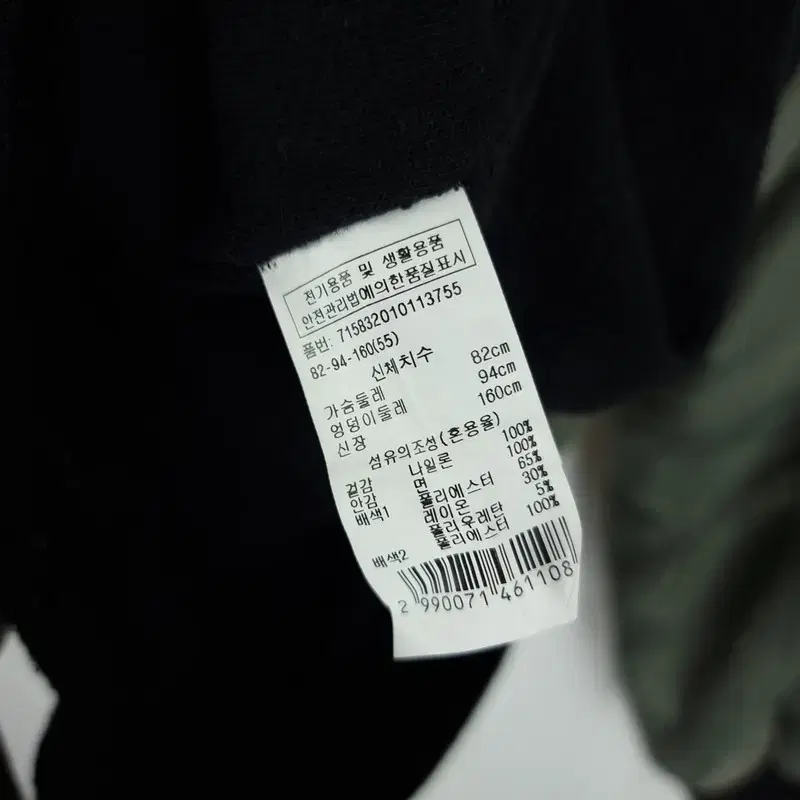 전기용품 및 생활용품
안전관리법에의한품질표시
품번: 715832010113755
82-94-160(55)
신체치수
가슴둘레 82cm
엉덩이둘레 94cm
신장 160cm
섬유의조성(혼용율)
겉감 나일론 100%
안감 면 100%
배색1 폴리에스터 65%
레이온 30%
폴리우레탄 5%
배색2 폴리에스터 100%
2 990071 461108